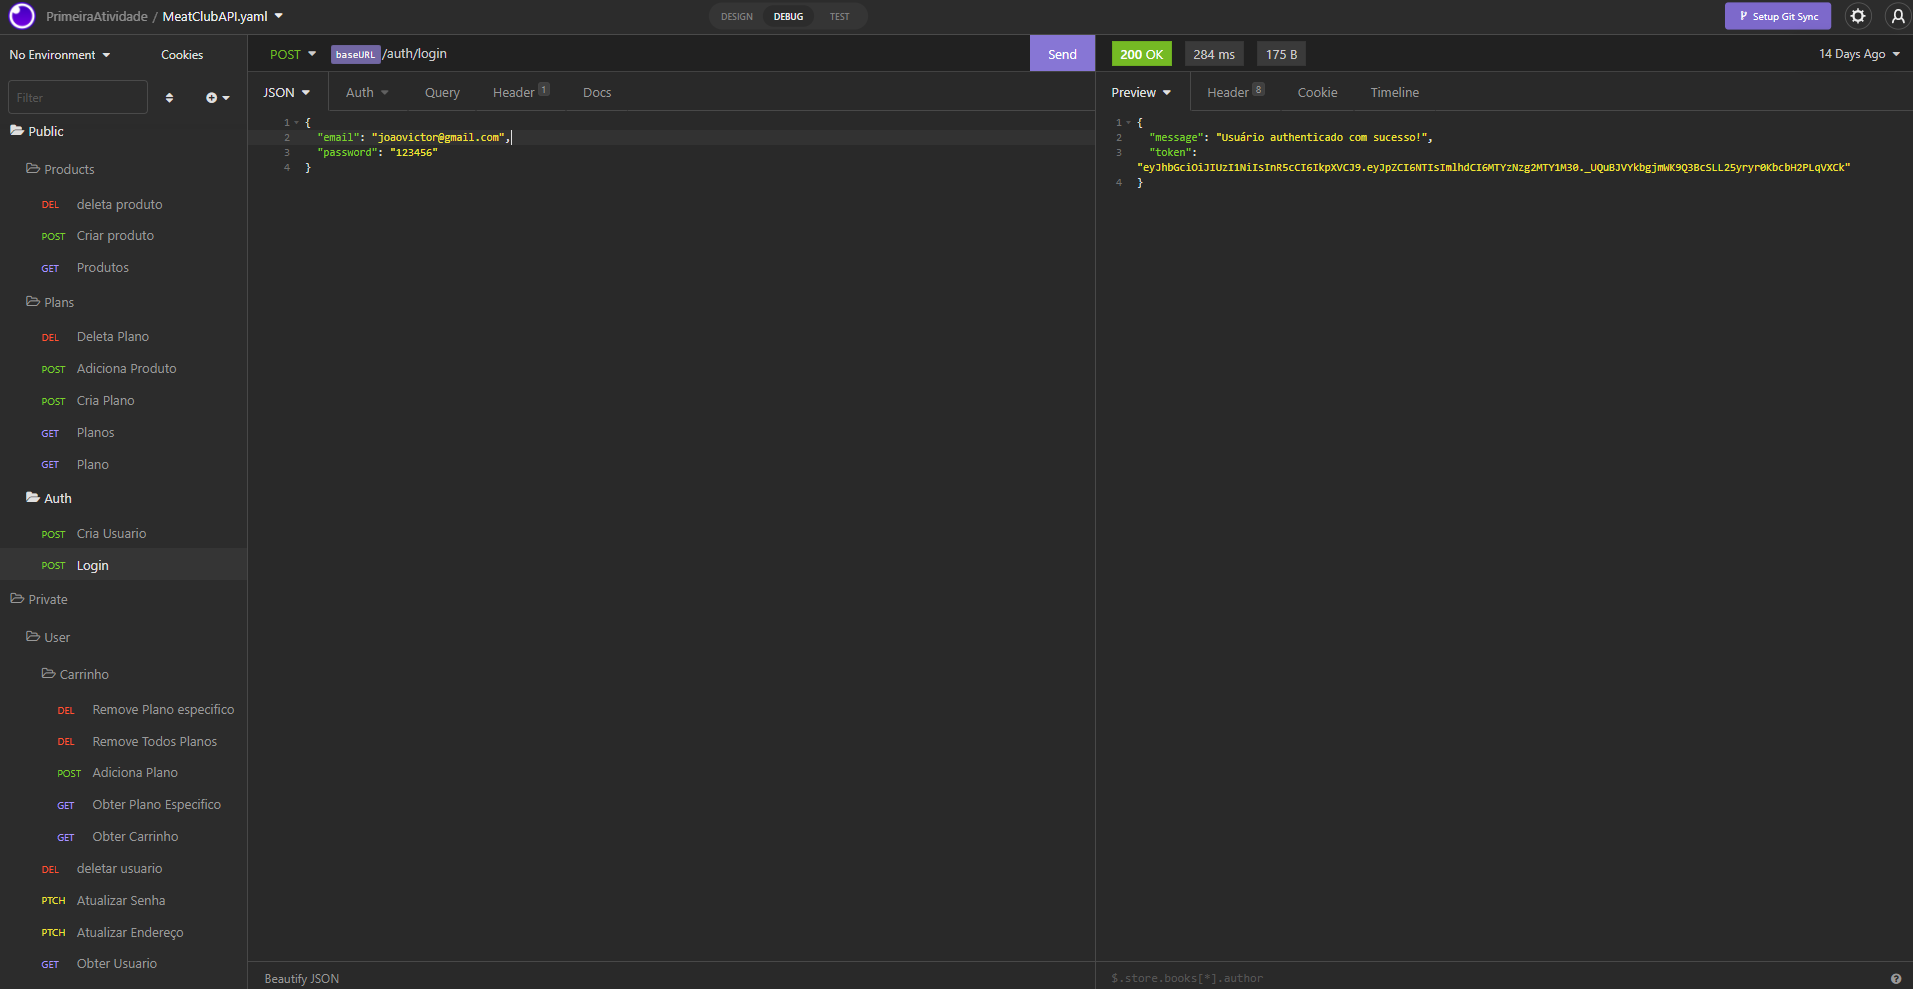 PrimeiraAtividade / MeatClubAPI.yaml
DESIGN DEBUG TEST
Setup Git Sync
No Environment Cookies
Filter
Public
Products
DEL deleta produto
POST Criar produto
GET Produtos
Plans
DEL Deleta Plano
POST Adiciona Produto
POST Cria Plano
GET Planos
GET Plano
Auth
POST Cria Usuario
POST Login
Private
User
Carrinho
DEL Remove Plano especifico
DEL Remove Todos Planos
POST Adiciona Plano
GET Obter Plano Especifico
GET Obter Carrinho
DEL deletar usuario
PTCH Atualizar Senha
PTCH Atualizar Endereço
GET Obter Usuario
POST baseURL/auth/login Send
JSON Auth Query Header 1 Docs
1 {
2 "email": "joaovictor@gmail.com",
3 "password": "123456"
4 }
Beautify JSON
200 OK 284 ms 175 B 14 Days Ago
Preview Header 8 Cookie Timeline
1 {
2 "message": "Usuário authenticado com sucesso!",
3 "token":
"eyJhbGciOiJIUzI1NiIsInR5cCI6IkpXVCJ9.eyJpZCI6NTIsImlhdCI6MTYzNzg2MTY1M30._UQuBJVYkbgjmWK9Q3BcSLL25yryr0KbcbH2PLqVXCk"
4 }
$.store.books[*].author